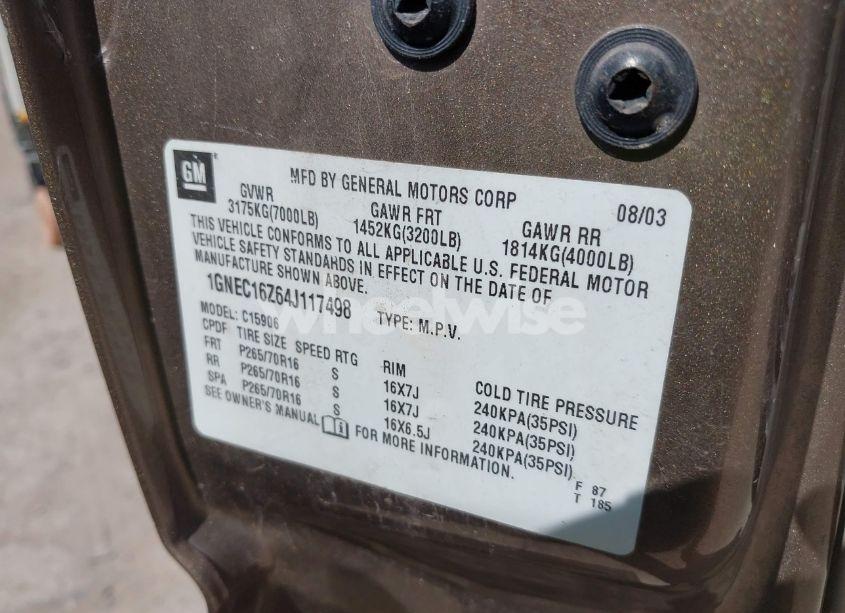 GM
MFD BY GENERAL MOTORS CORP 08/03
GVWR GAWR FRT GAWR RR
3175KG(7000LB) 1452KG(3200LB) 1814KG(4000LB)
THIS VEHICLE CONFORMS TO ALL APPLICABLE U.S. FEDERAL MOTOR
VEHICLE SAFETY STANDARDS IN EFFECT ON THE DATE OF
MANUFACTURE SHOWN ABOVE.
1GNEC16Z64J117498 TYPE: M.P.V.
wheelwise
MODEL: C15906
CPDF TIRE SIZE SPEED RTG RIM COLD TIRE PRESSURE
FRT P265/70R16 S 16X7J 240KPA(35PSI)
RR P265/70R16 S 16X7J 240KPA(35PSI)
SPA P265/70R16 S 16X6.5J 240KPA(35PSI)
SEE OWNER'S MANUAL i FOR MORE INFORMATION.
F 87
T 185